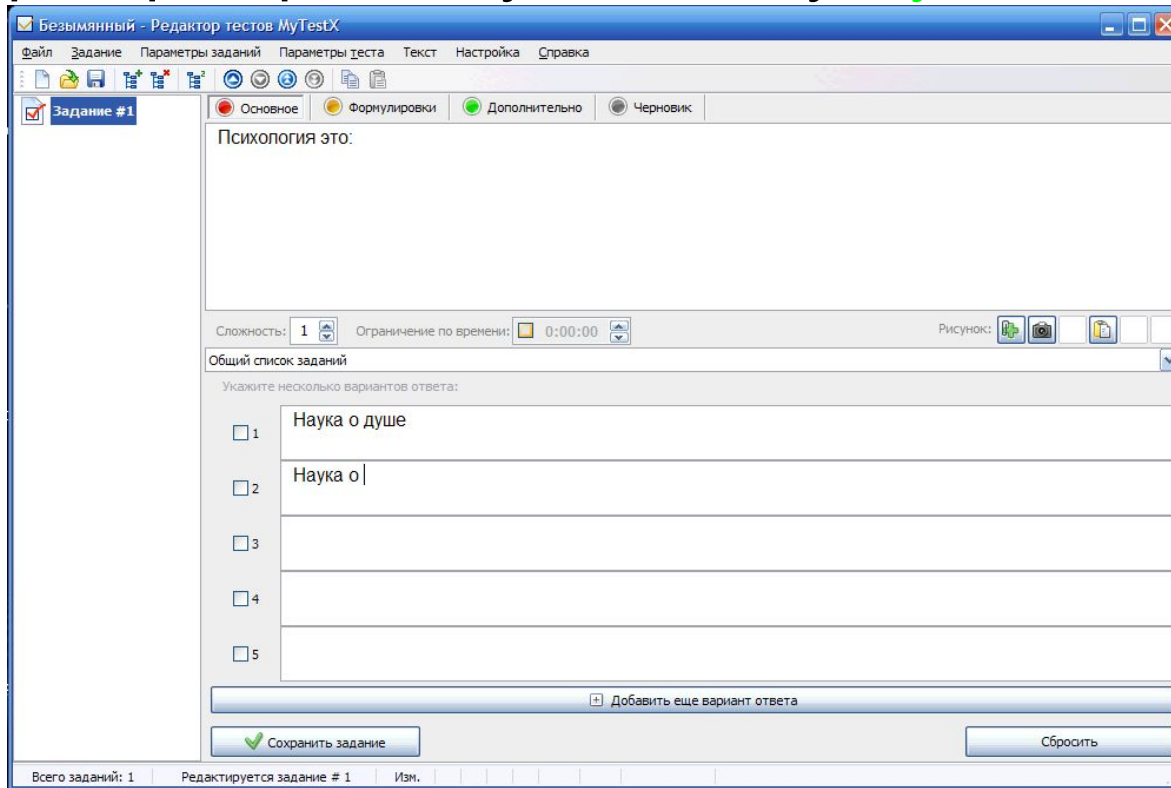 Безымянный - Редактор тестов MyTestX
Файл Задание Параметры заданий Параметры теста Текст Настройка Справка
Задание #1
Основное Формулировки Дополнительно Черновик
Психология это:
Сложность: 1 Ограничение по времени: 0:00:00 Рисунок:
Общий список заданий
Укажите несколько вариантов ответа:
1 Наука о душе
2 Наука о
3
4
5
Добавить еще вариант ответа
Сохранить задание Сбросить
Всего заданий: 1 Редактируется задание # 1 Изм.